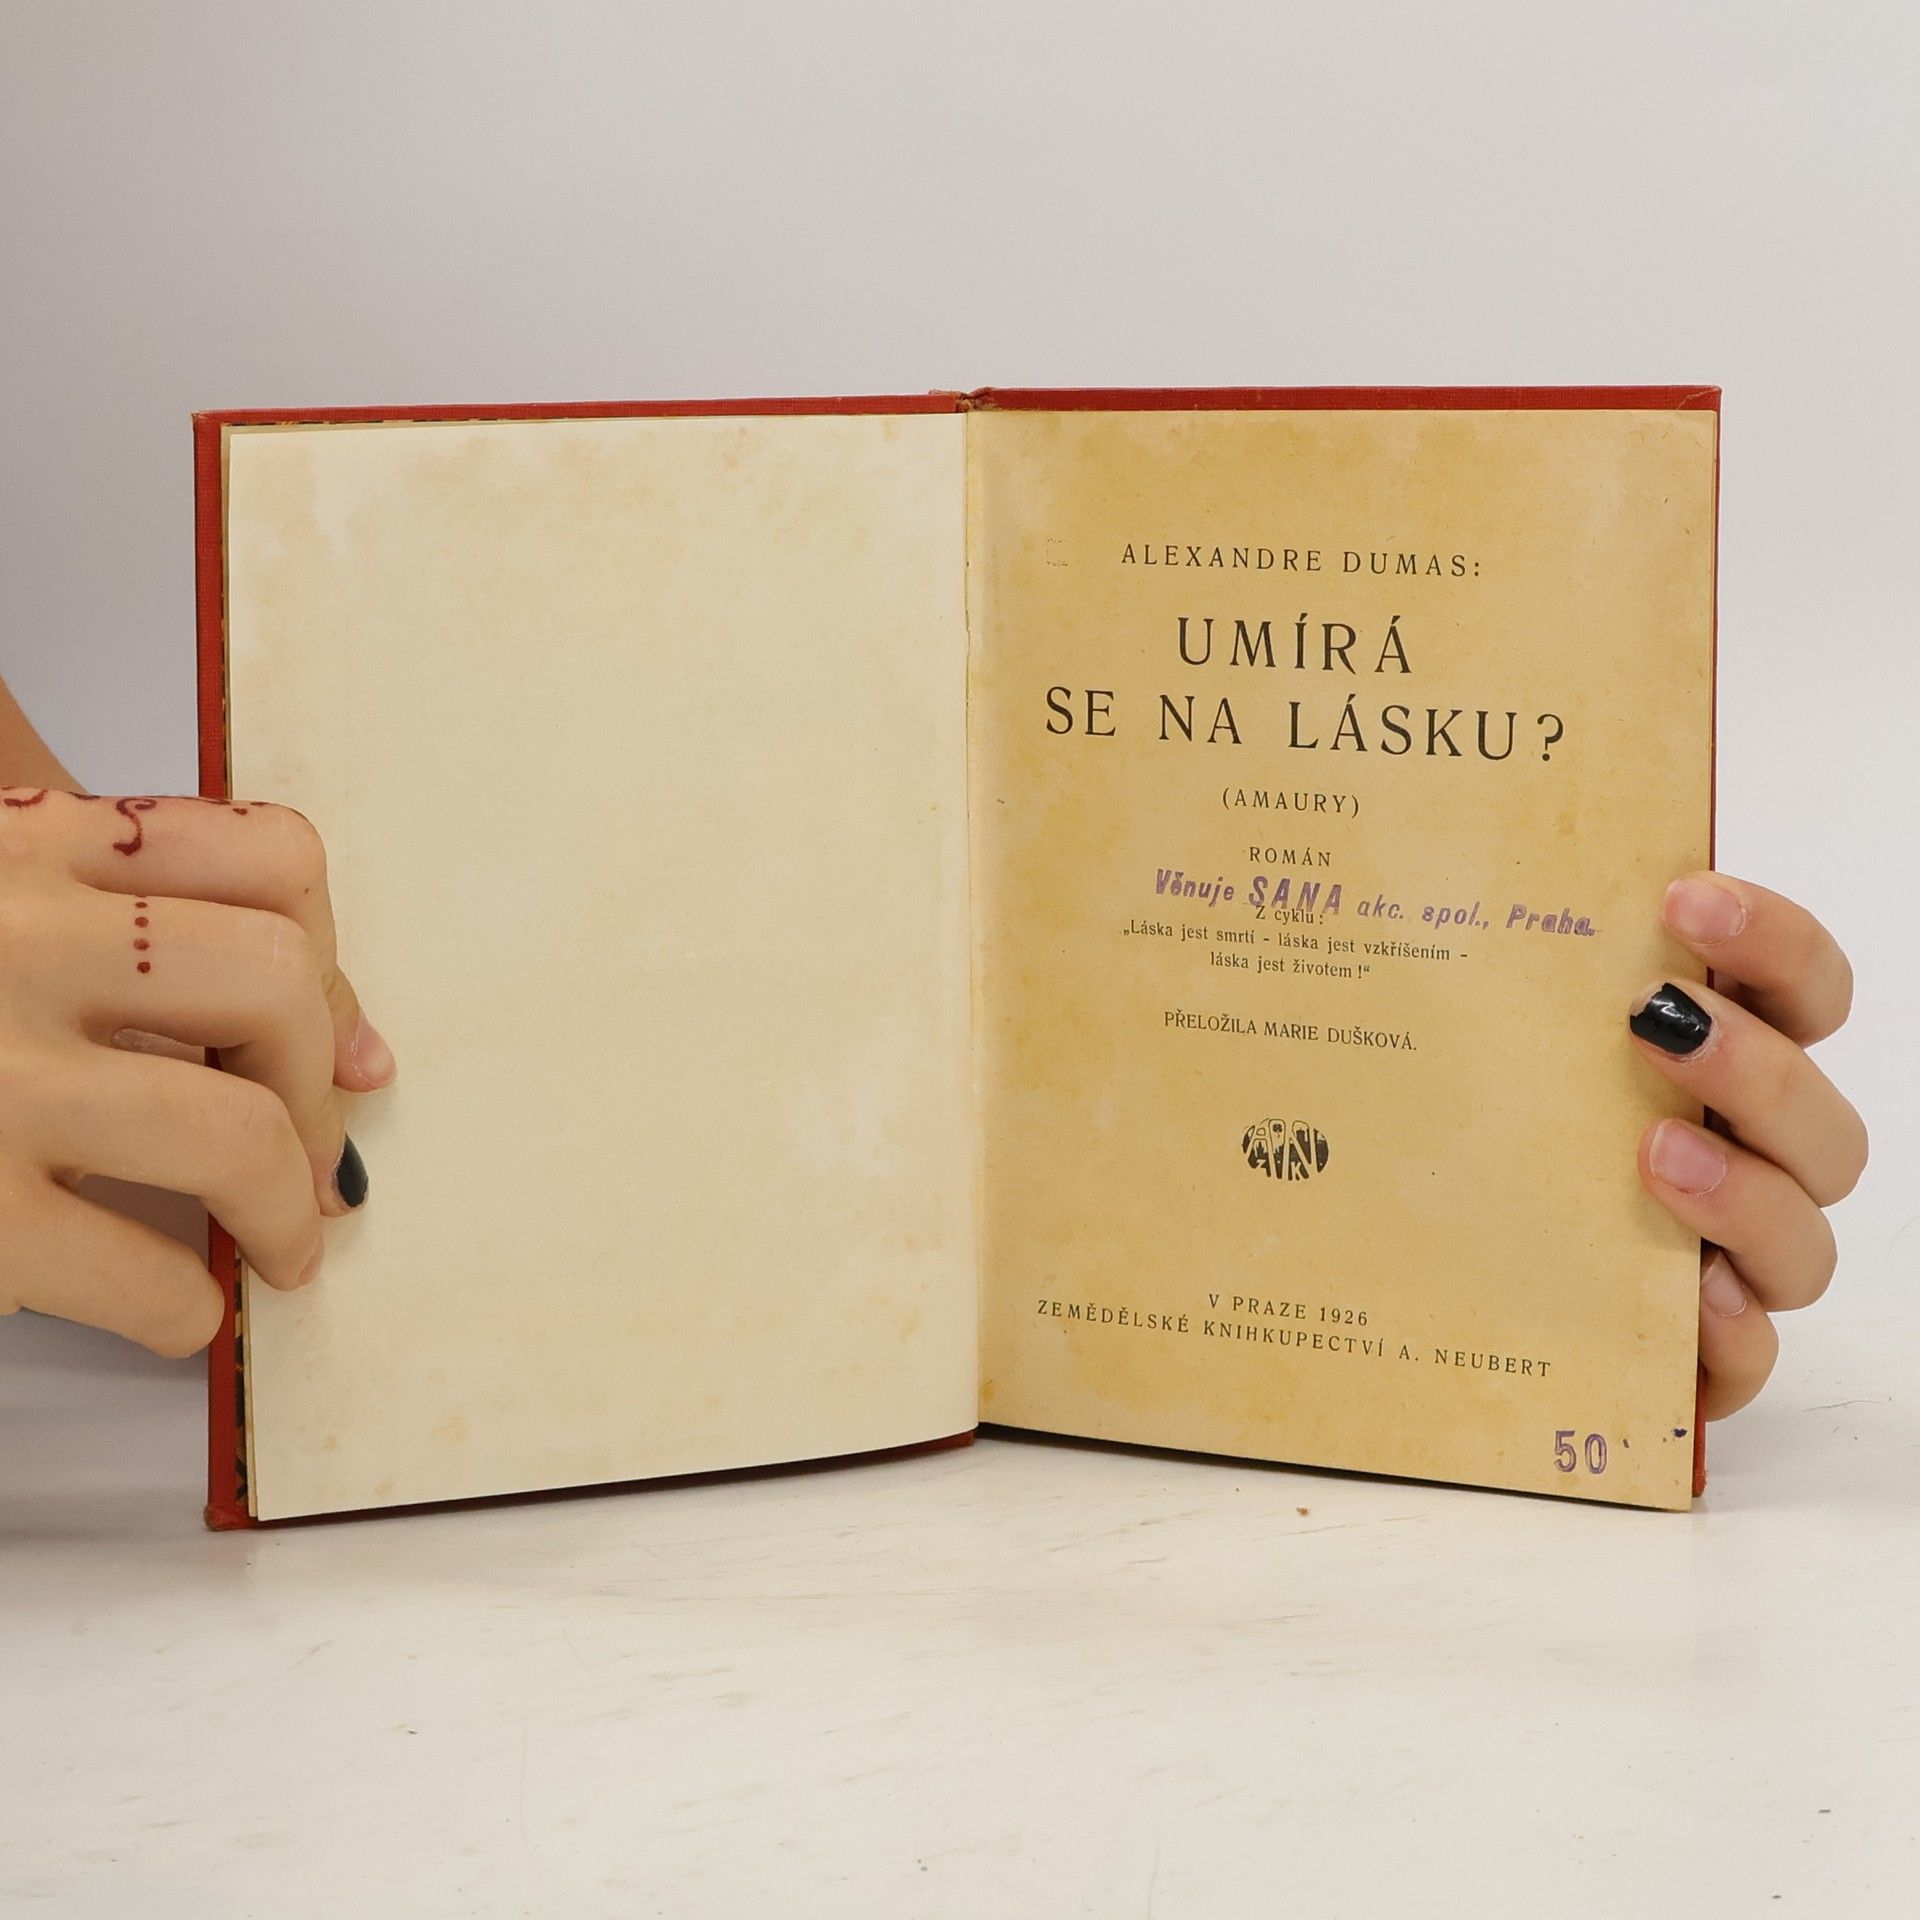 ALEXANDRE DUMAS:
UMÍRÁ
SE NA LÁSKU?
(AMAURY)
ROMÁN
Věnuje SANA akc. spol., Praha.
Z cyklu:
„Láska jest smrtí - láska jest vzkříšením -
láska jest životem !“
PŘELOŽILA MARIE DUŠKOVÁ.
V PRAZE 1926
ZEMĚDĚLSKÉ KNIHKUPECTVÍ A. NEUBERT
50